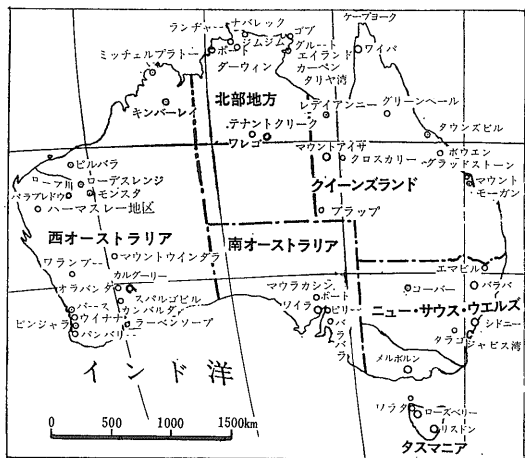 ケープヨーク
ナバレック
ランヂャー
ゴブ
ジムジム
グルート
エイランド
ミッチェルプラトー
ポート
ダーウィン
カーペン
タリヤ湾
ワイパ
北部地方
キンバーレイ
レディアンニー
グリーンベール
テナントクリーク
ワレゴ
タウンズビル
マウントアイザ
クロスカリー
ボウエン
グラッドストーン
ピルバラ
クイーンズランド
マウント
モーガン
ローブ川
ローデスレンジ
パラブレドウ
モンスタ
ハーマスレー地区
ブラップ
西オーストラリア
南オーストラリア
ワランブー
マウントウインダラ
エマビル
カルグーリー
オラバンダ
マウラカシン
コーバー
バラバ
スパルゴビル
ポート
パース
カンバルダ
ワイラ
ピリー
ニュー・サウス・ウエルズ
ウイナナ
ラーベンソープ
シドニー
ピンジャラ
バンバリー
バラバラ
タラゴ
ジャビス湾
メルボルン
インド洋
0 500 1000 1500km
ワラタ
ローズベリー
リスドン
タスマニア